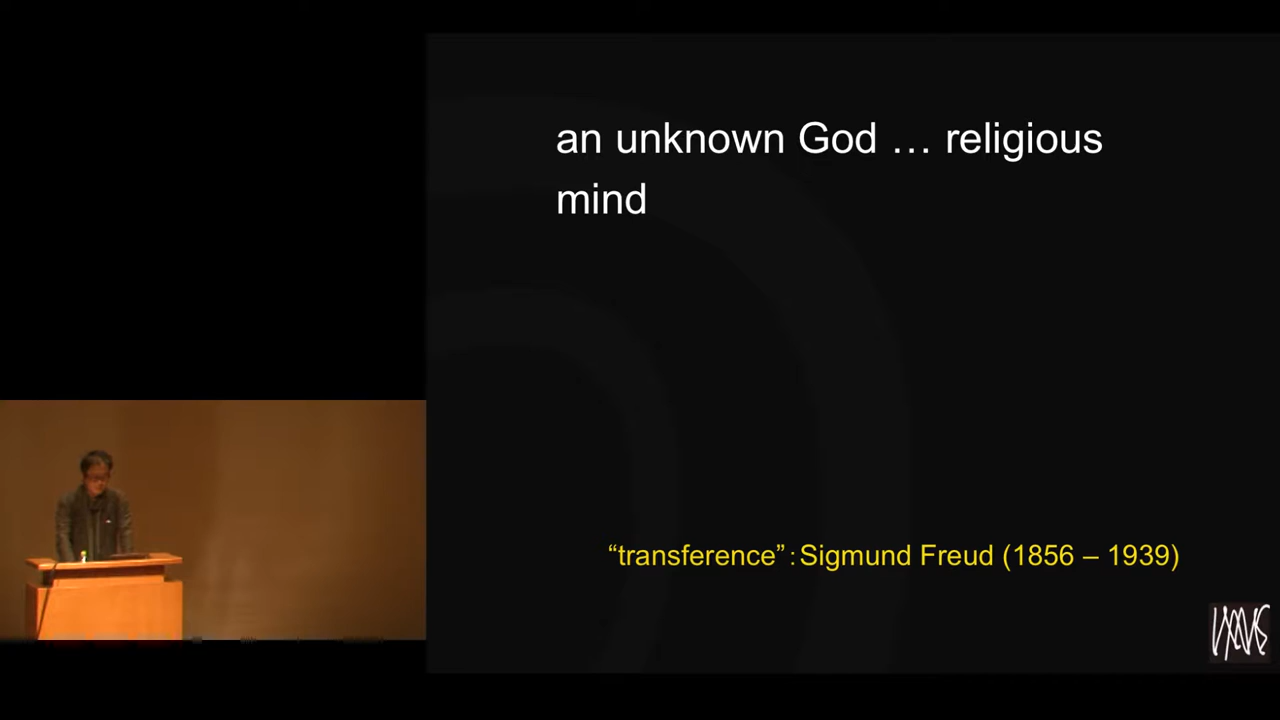 an unknown God … religious
mind
“transference”：Sigmund Freud (1856 – 1939)